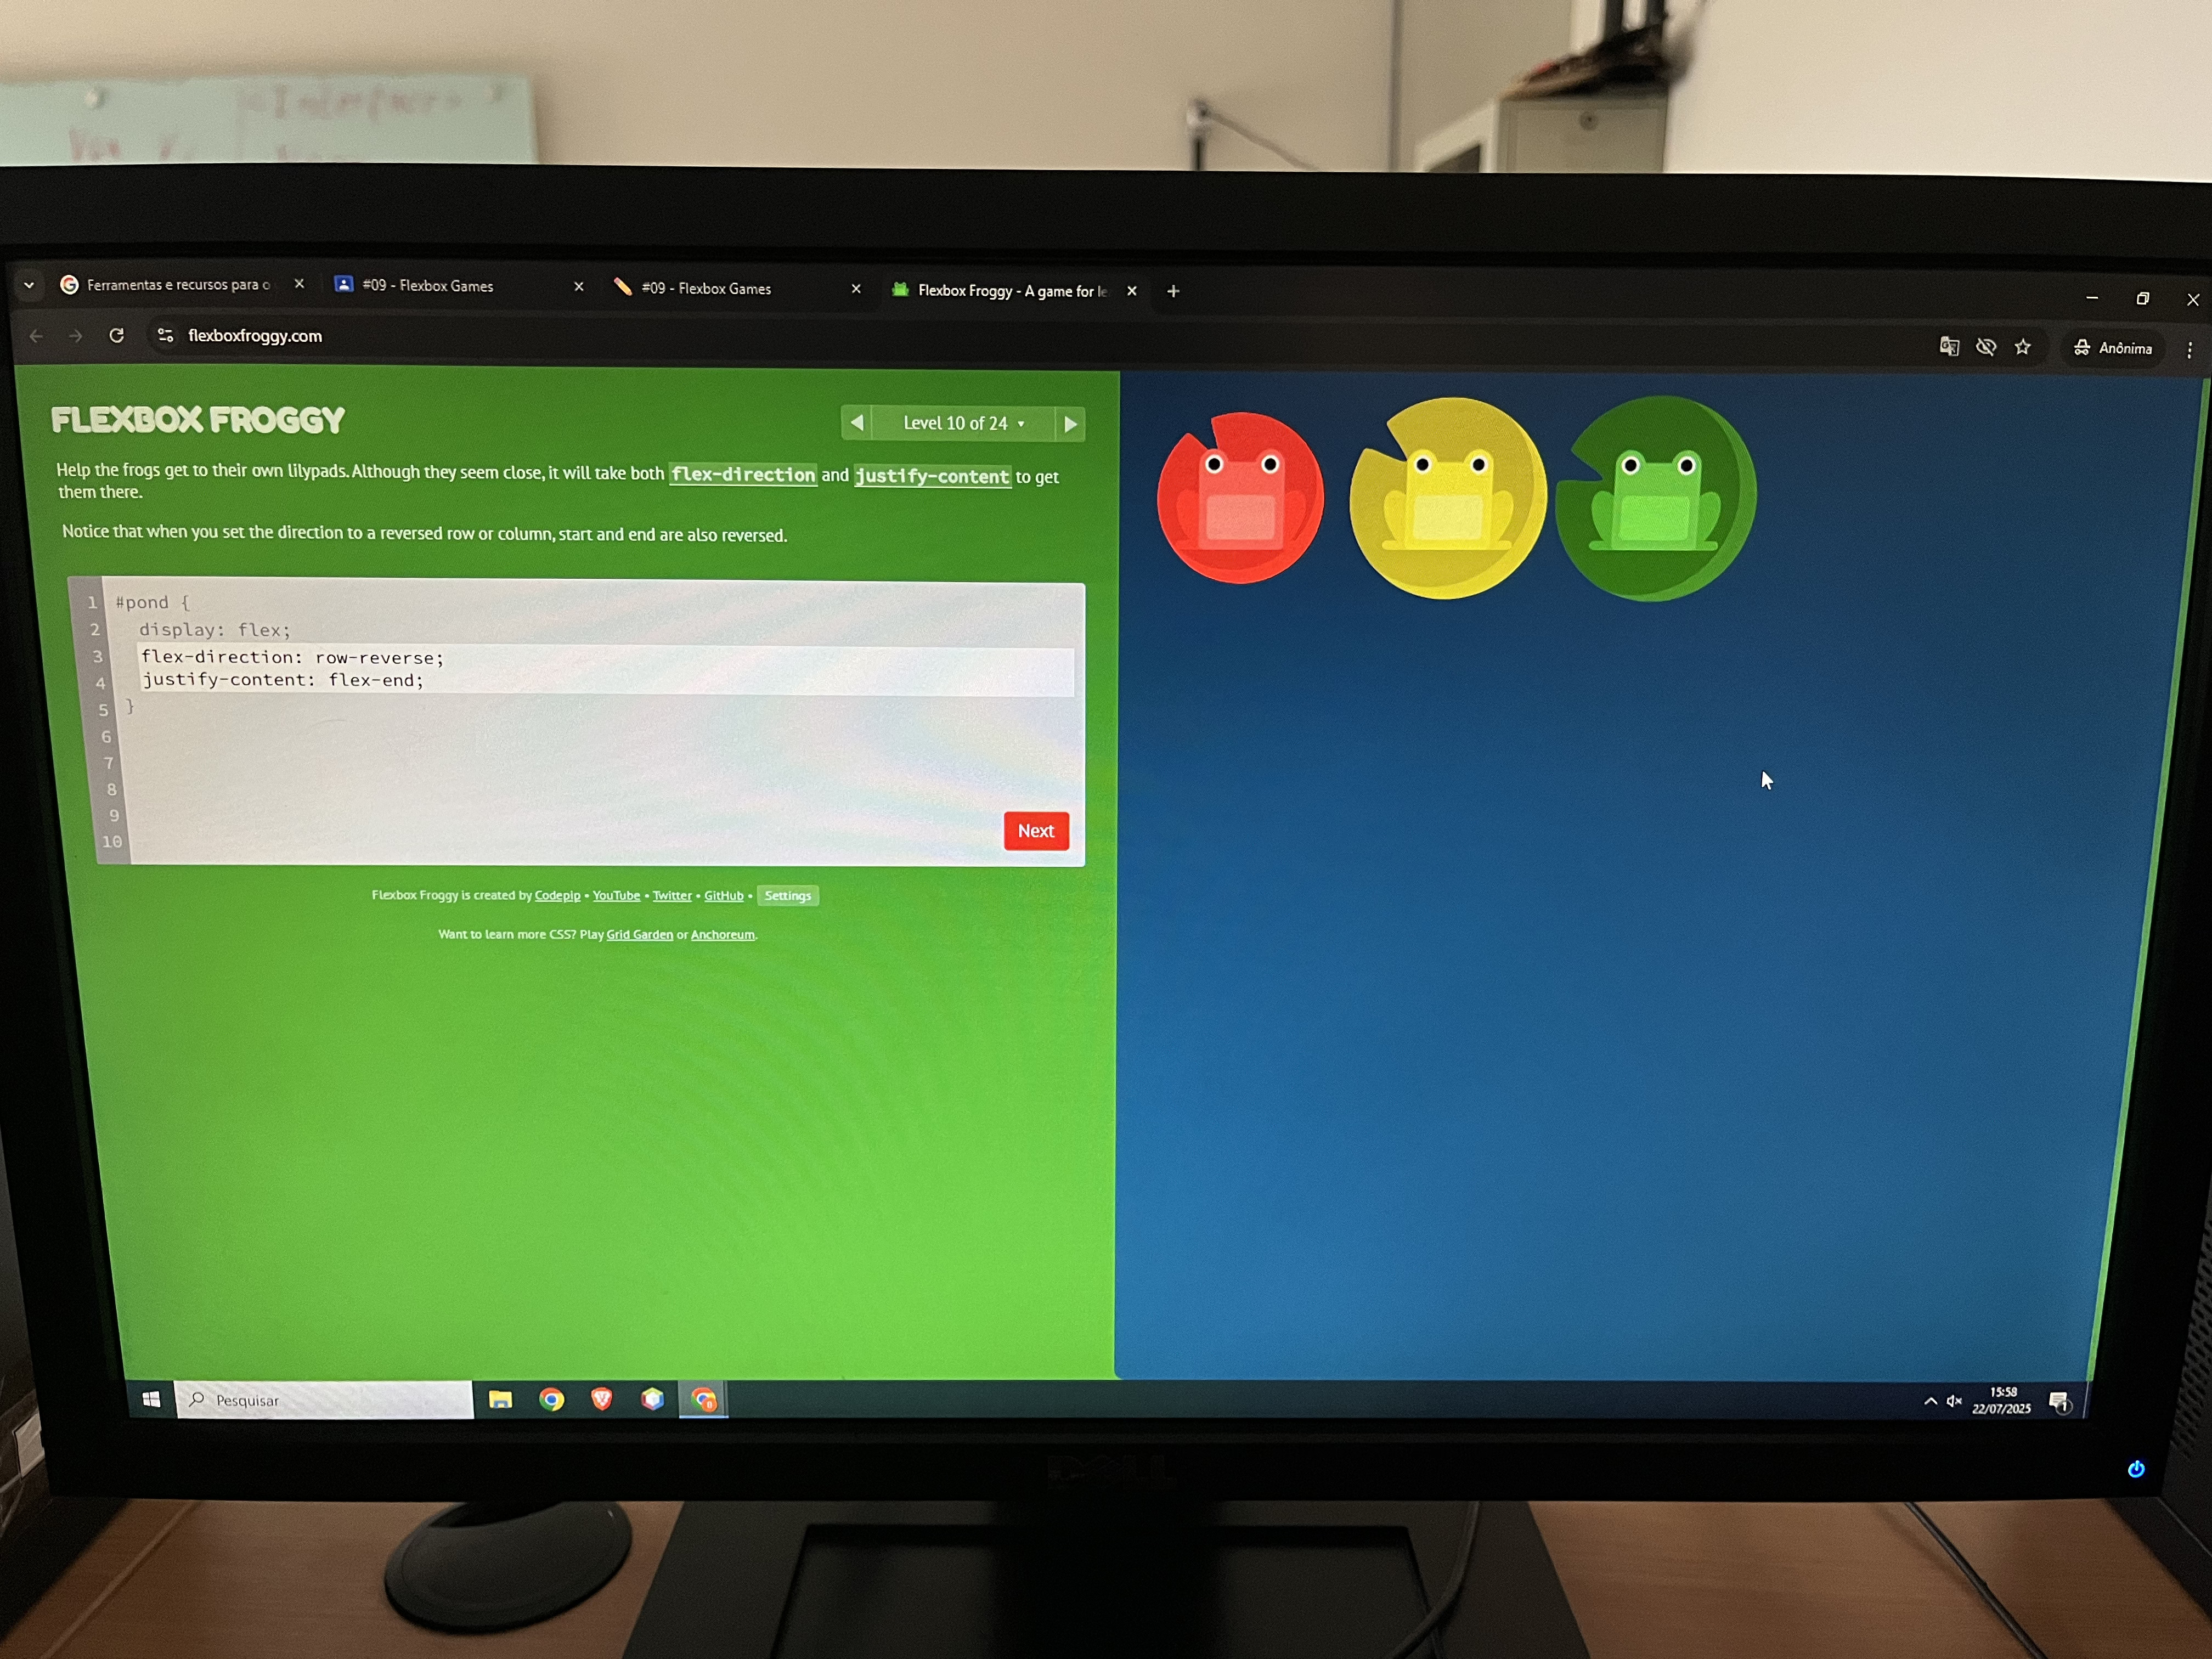 <Interface>
Ferramentas e recursos para o
#09 - Flexbox Games
#09 - Flexbox Games
Flexbox Froggy - A game for le
flexboxfroggy.com
Anônima
FLEXBOX FROGGY
Level 10 of 24
Help the frogs get to their own lilypads. Although they seem close, it will take both flex-direction and justify-content to get
them there.
Notice that when you set the direction to a reversed row or column, start and end are also reversed.
1 #pond {
2 display: flex;
3 flex-direction: row-reverse;
4 justify-content: flex-end;
5 }
6
7
8
9
10
Next
Flexbox Froggy is created by Codepip • YouTube • Twitter • GitHub • Settings
Want to learn more CSS? Play Grid Garden or Anchoreum.
Pesquisar
15:58
22/07/2025
1
DELL